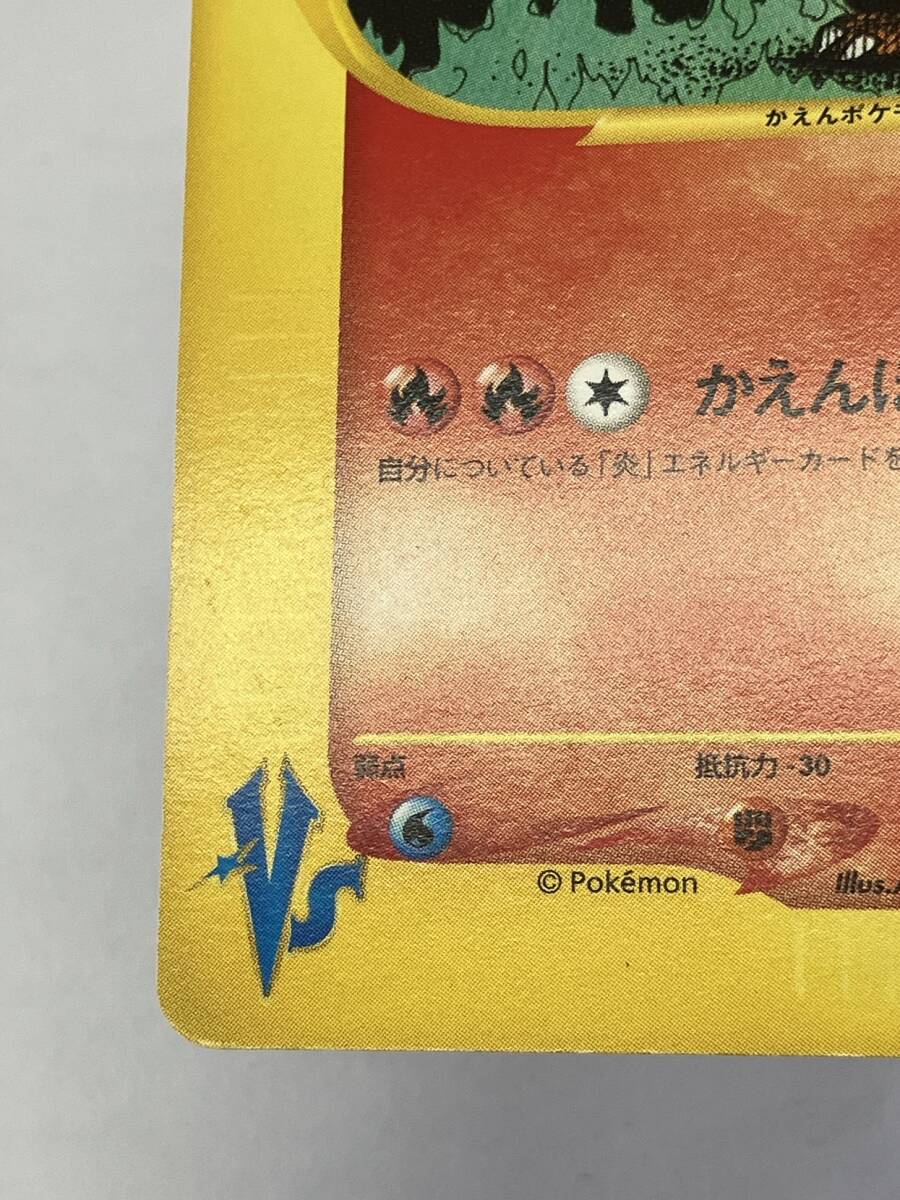 かえんポケ
かえんほ
自分についている「炎」エネルギーカードを
弱点
抵抗力 -30
VS
© Pokémon
Illus.